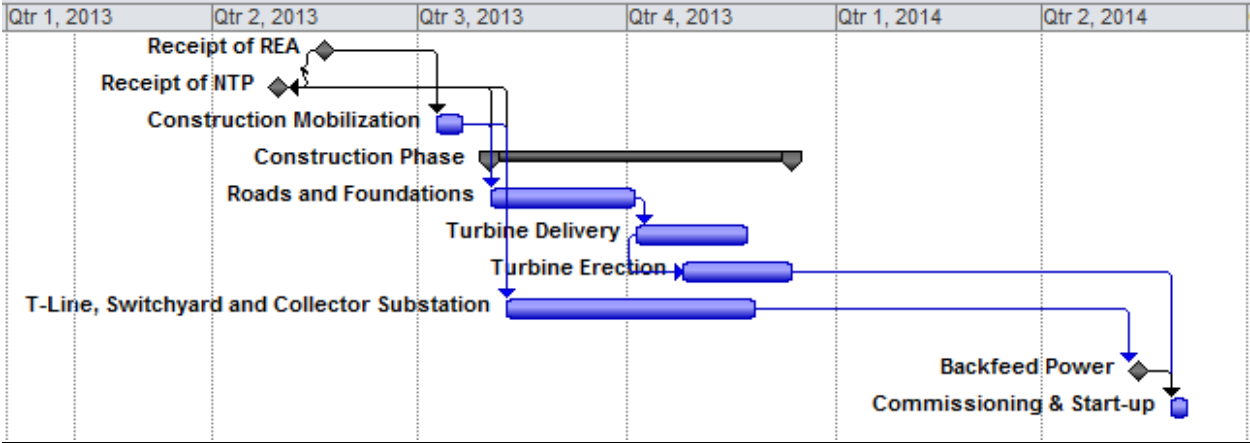 Qtr 1, 2013 Qtr 2, 2013 Qtr 3, 2013 Qtr 4, 2013 Qtr 1, 2014 Qtr 2, 2014
Receipt of REA
Receipt of NTP
Construction Mobilization
Construction Phase
Roads and Foundations
Turbine Delivery
Turbine Erection
T-Line, Switchyard and Collector Substation
Backfeed Power
Commissioning & Start-up